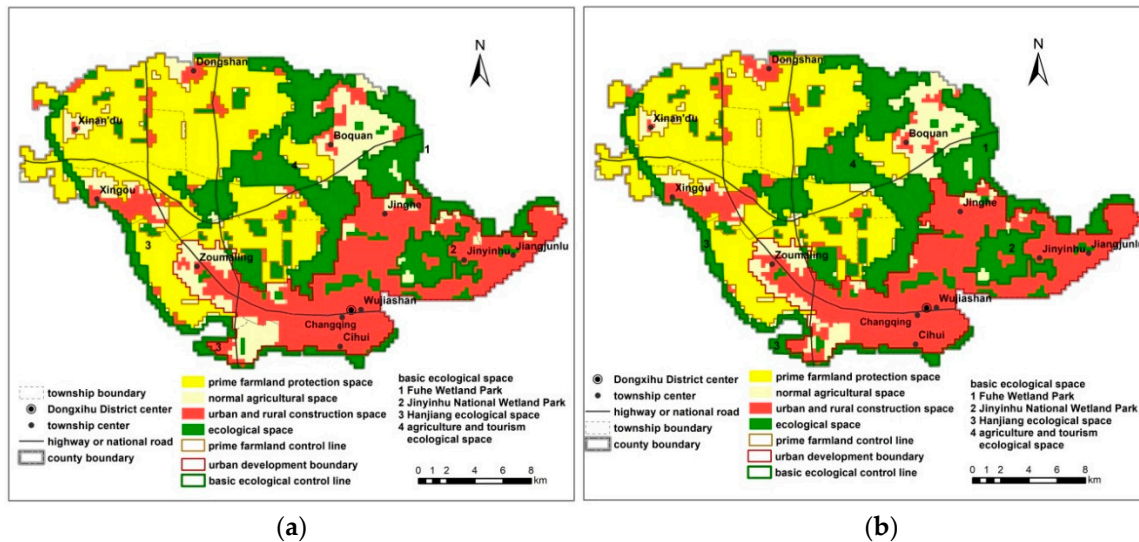 N
Dongshan
Xinan'du
Boquan
1
4
Xingou
Jinghe
3
2
Jinyinhu
Jiangjunlu
Zoumaling
Wujiashan
Changqing
Cihui
3
township boundary
Dongxihu District center
township center
highway or national road
county boundary
prime farmland protection space
normal agricultural space
urban and rural construction space
ecological space
prime farmland control line
urban development boundary
basic ecological control line
basic ecological space
1 Fuhe Wetland Park
2 Jinyinhu National Wetland Park
3 Hanjiang ecological space
4 agriculture and tourism
ecological space
0 1 2 4 6 8
km
(a)
N
Dongshan
Xinan'du
Boquan
1
4
Xingou
Jinghe
3
2
Jinyinhu
Jiangjunlu
Zoumaling
Wujiashan
Changqing
Cihui
3
Dongxihu District center
township center
highway or national road
township boundary
county boundary
prime farmland protection space
normal agricultural space
urban and rural construction space
ecological space
prime farmland control line
urban development boundary
basic ecological control line
basic ecological space
1 Fuhe Wetland Park
2 Jinyinhu National Wetland Park
3 Hanjiang ecological space
4 agriculture and tourism
ecological space
0 1 2 4 6 8
km
(b)